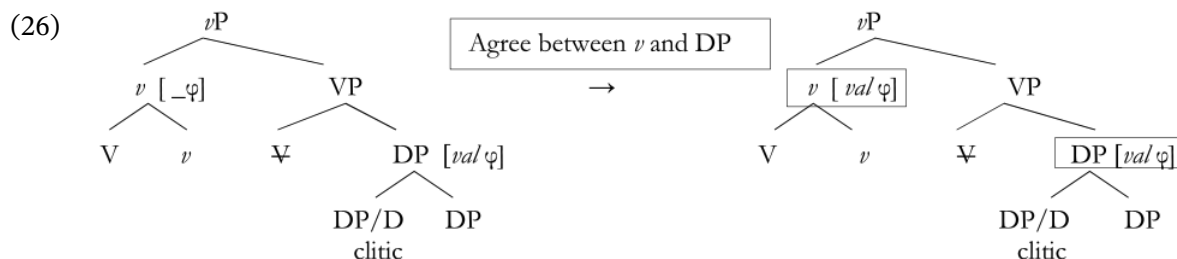 (26) vP Agree between v and DP vP
v [ _φ] VP → v [ val φ] VP
V v V DP [val φ] V v V DP [val φ]
DP/D DP DP/D DP
clitic clitic